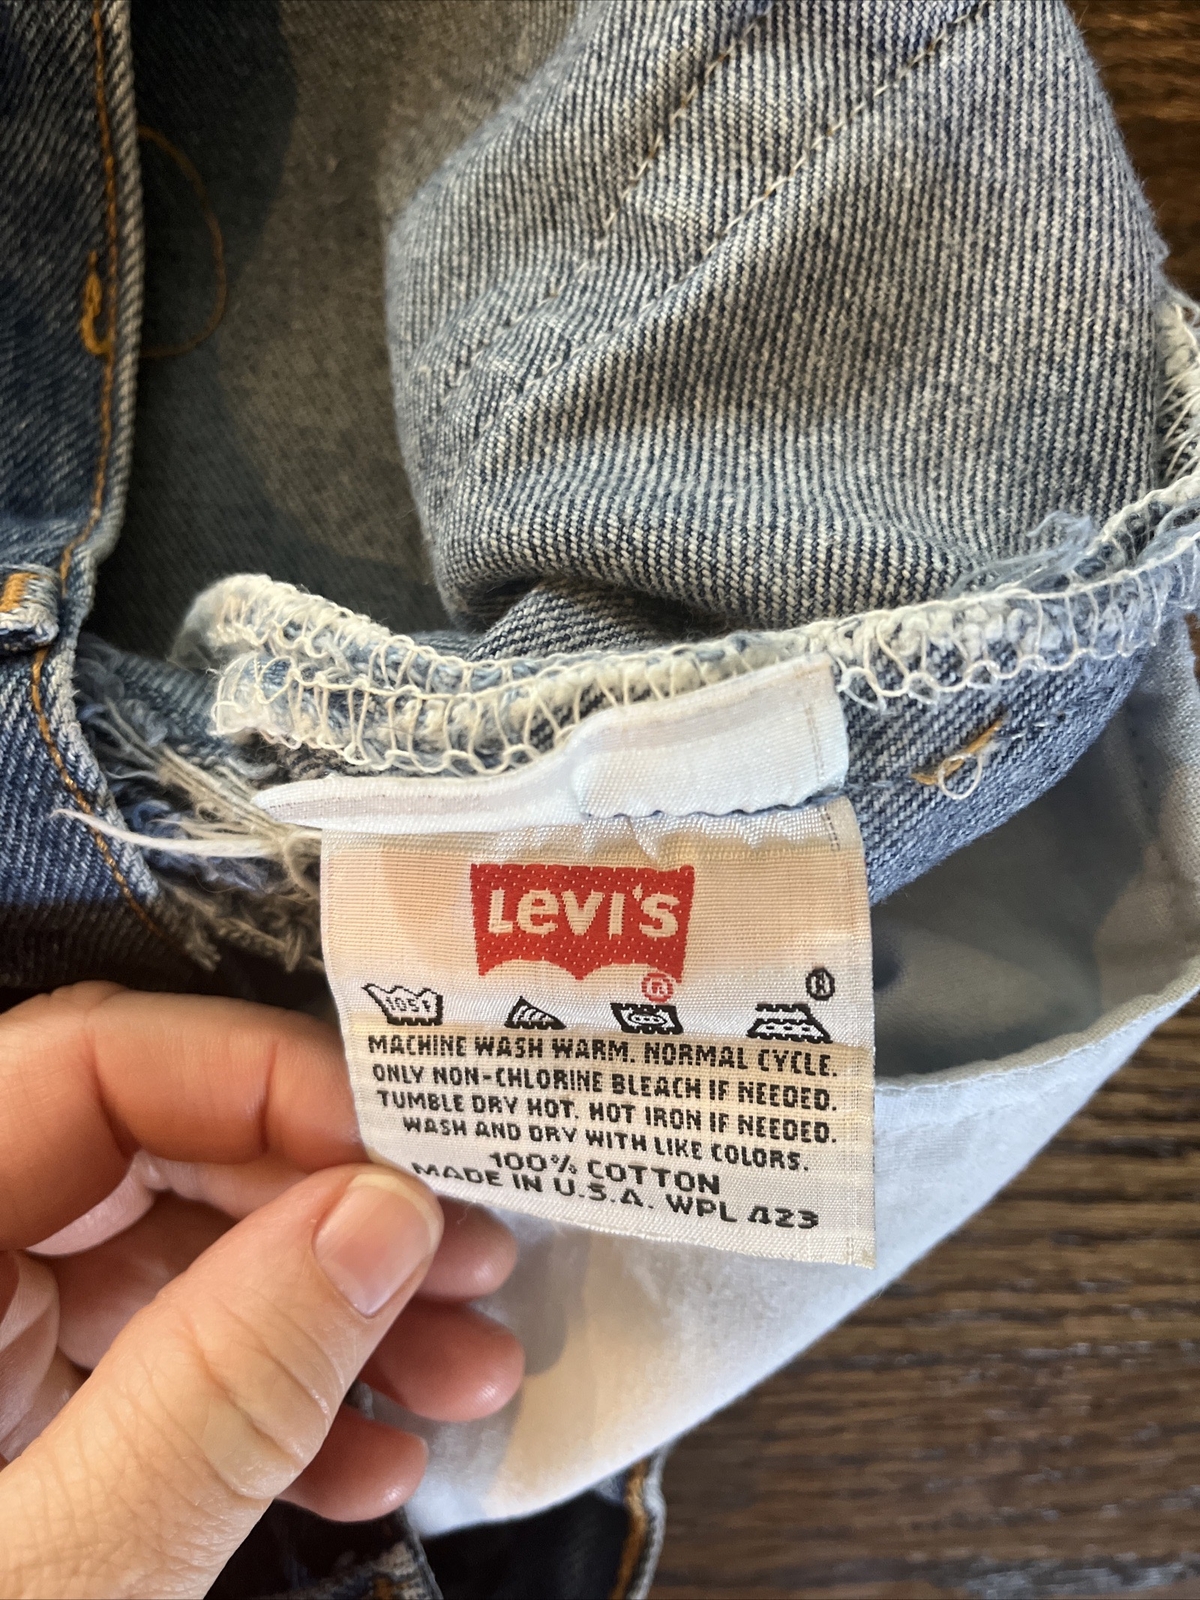 Levi's
®
®
105F
MACHINE WASH WARM. NORMAL CYCLE.
ONLY NON-CHLORINE BLEACH IF NEEDED.
TUMBLE DRY HOT. HOT IRON IF NEEDED.
WASH AND DRY WITH LIKE COLORS.
100% COTTON
MADE IN U.S.A. WPL 423